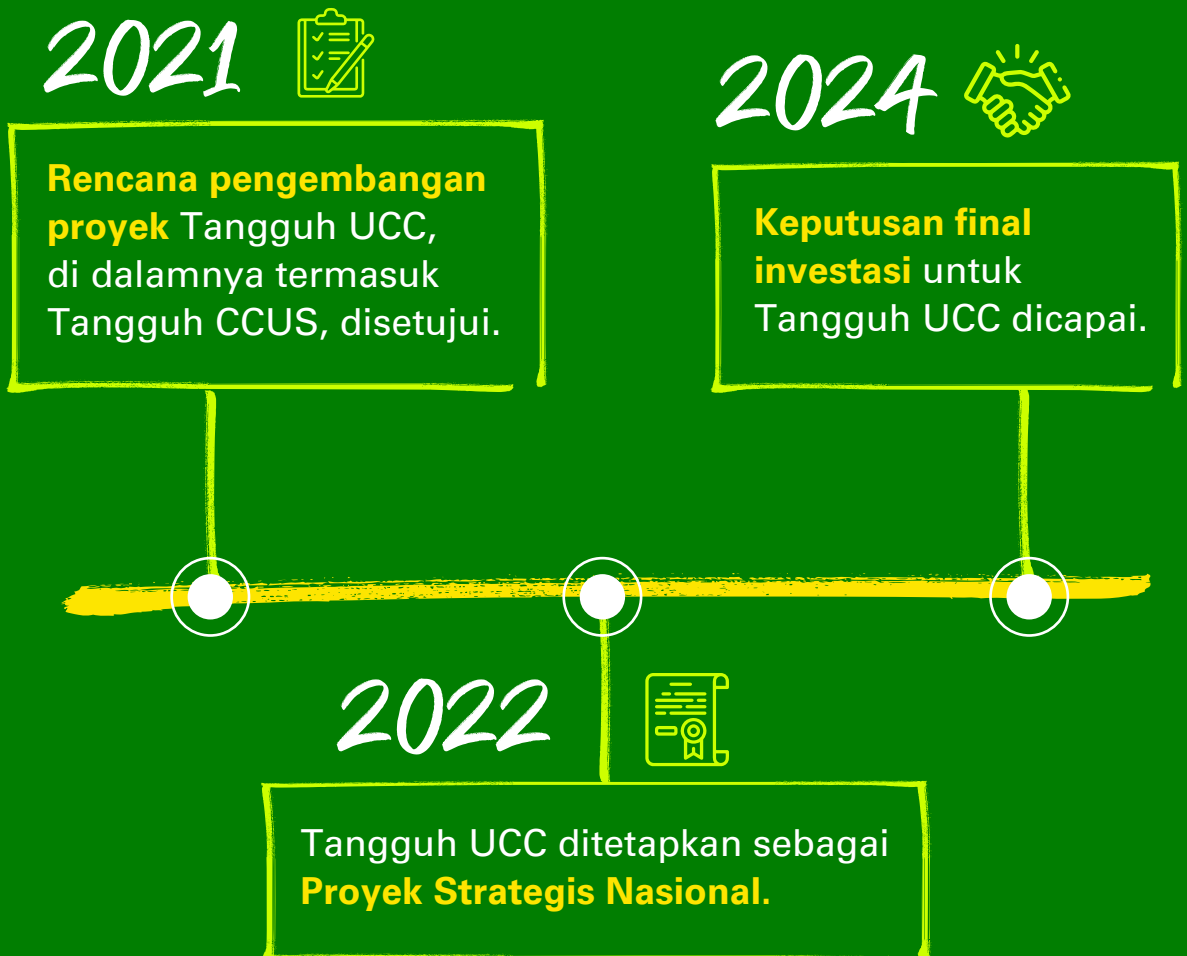 2021
Rencana pengembangan
proyek Tangguh UCC,
di dalamnya termasuk
Tangguh CCUS, disetujui.
2022
Tangguh UCC ditetapkan sebagai
Proyek Strategis Nasional.
2024
Keputusan final
investasi untuk
Tangguh UCC dicapai.